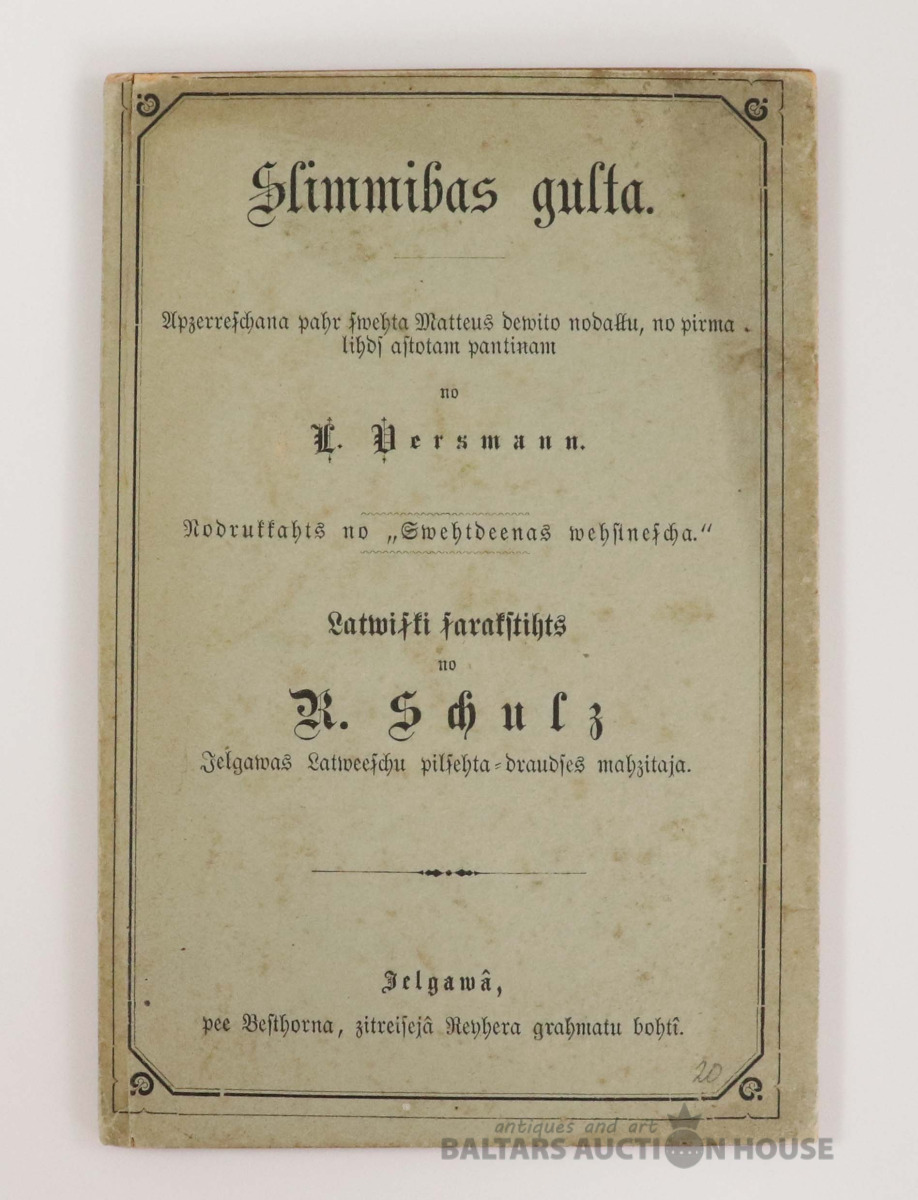 Slimmibas gulta.
Apzerreſchana pahr ſwehta Matteus dewito nodaļļu, no pirma
lihdſ aſtotam pantinam
no
L. Persmann.
Nodrukkahts no „Swehtdeenas wehſtneſcha.“
Latwiſki ſarakſtihts
no
R. Schulz
Jelgawas Latweeſchu pilſehta-draudſes mahzitaja.
Jelgawâ,
pee Beſthorna, zitreiſejâ Reyhera grahmatu bohtî.
20
antiques and art
BALTARS AUCTION HOUSE